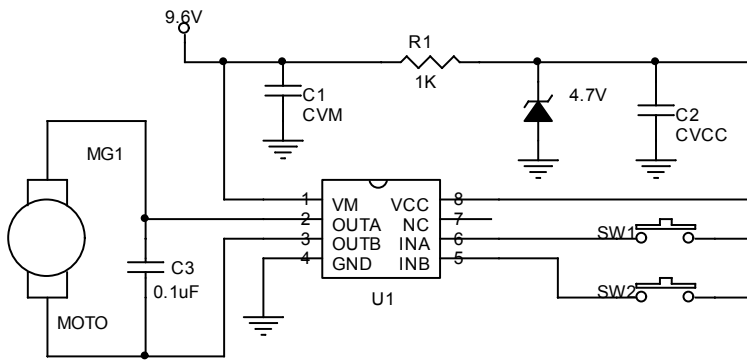 9.6V
R1
1K
C1
CVM
4.7V
C2
CVCC
MG1
1 VM VCC 8
2 OUTA NC 7
3 OUTB INA 6
4 GND INB 5
SW1
SW2
C3
0.1uF
U1
MOTO